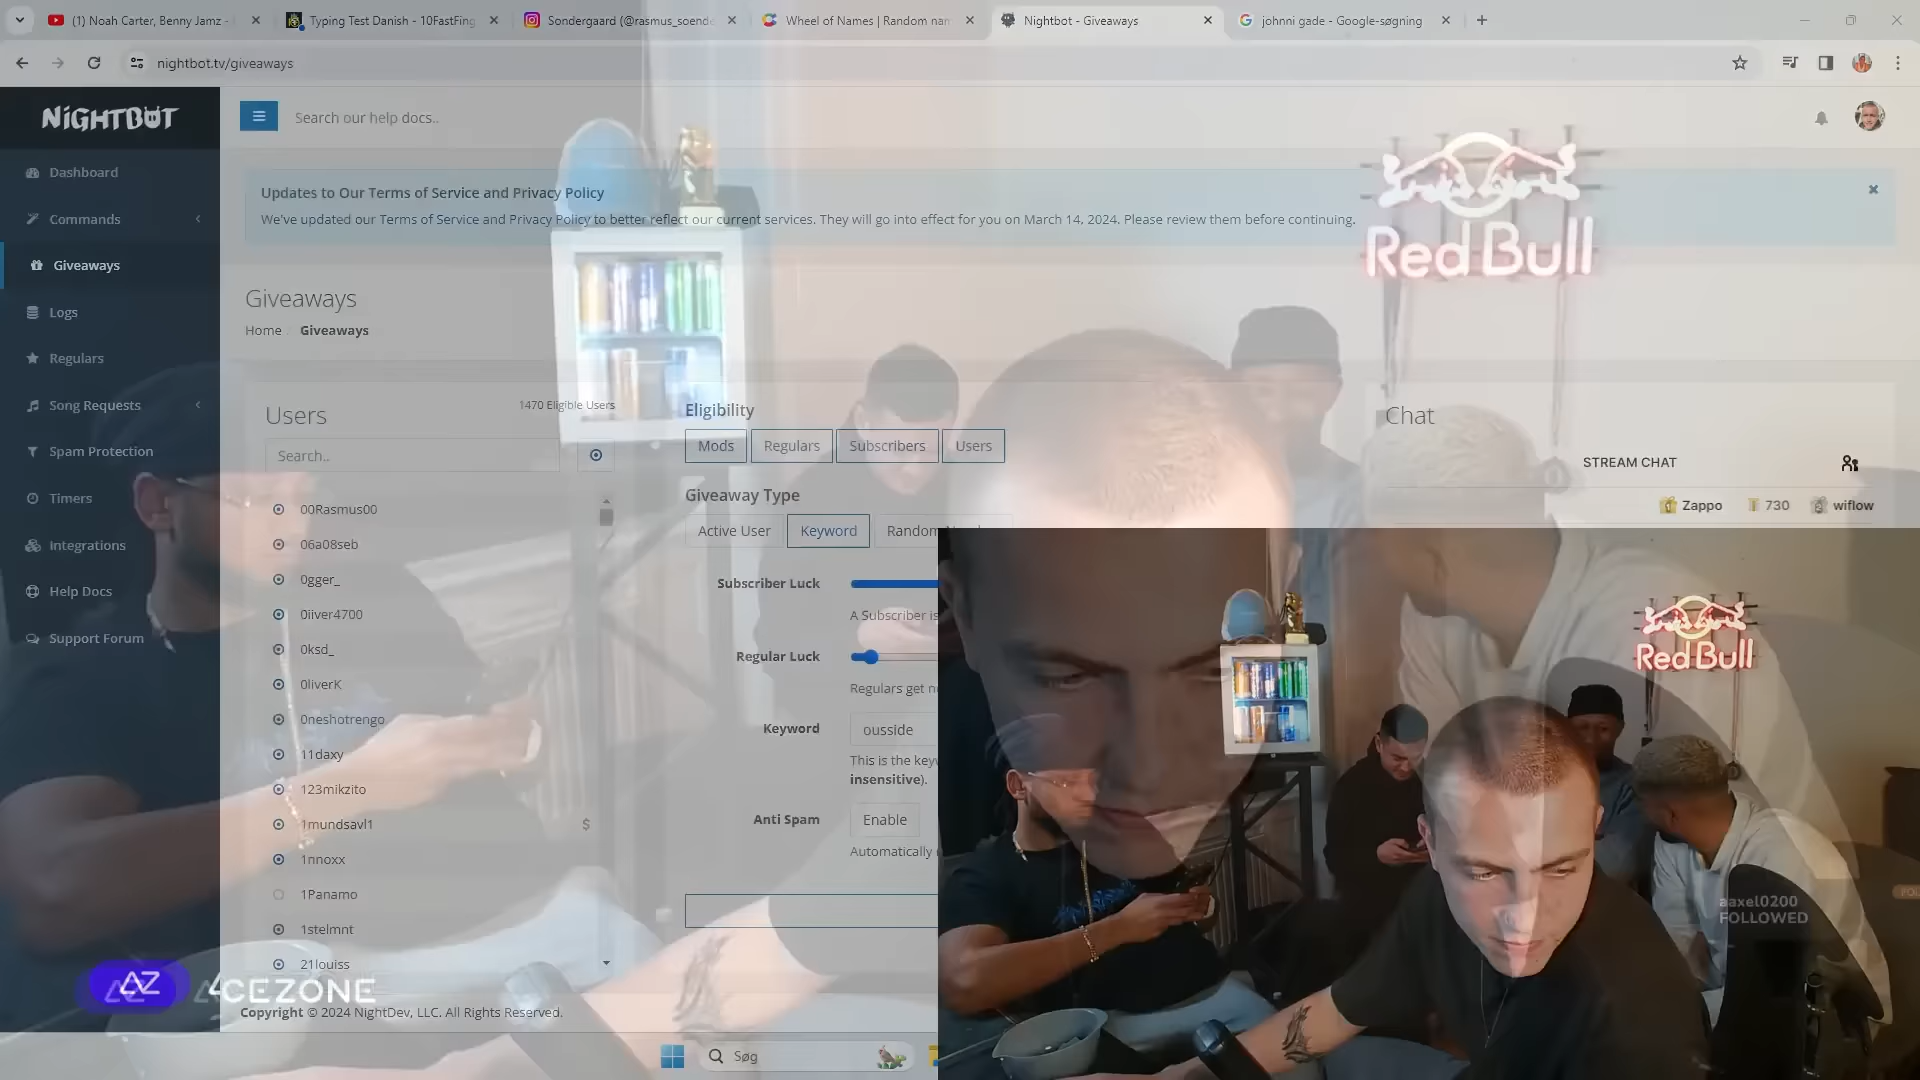 (1) Noah Carter, Benny Jamz -
Typing Test Danish - 10FastFing
Sondergaard (@rasmus_soende
Wheel of Names | Random nam
Nightbot - Giveaways
johnni gade - Google-søgning
nightbot.tv/giveaways
NIGHTBOT
Search our help docs..
Dashboard
Commands
Giveaways
Logs
Regulars
Song Requests
Spam Protection
Timers
Integrations
Help Docs
Support Forum
Updates to Our Terms of Service and Privacy Policy
We've updated our Terms of Service and Privacy Policy to better reflect our current services. They will go into effect for you on March 14, 2024. Please review them before continuing.
Red Bull
Giveaways
Home
Giveaways
Users
1470 Eligible Users
Search..
00Rasmus00
06a08seb
0gger_
0iiver4700
0ksd_
0liverK
0neshotrengo
11daxy
123mikzito
1mundsavl1
$
1nnoxx
1Panamo
1stelmnt
21louiss
Eligibility
Mods
Regulars
Subscribers
Users
Giveaway Type
Active User
Keyword
Random
Subscriber Luck
A Subscriber is
Regular Luck
Regulars get
Keyword
ousside
This is the
insensitive).
Anti Spam
Enable
Automatically
Chat
STREAM CHAT
Zappo
730
wiflow
Red Bull
aaxel0200
FOLLOWED
AZ
ACEZONE
Copyright © 2024 NightDev, LLC. All Rights Reserved.
Søg